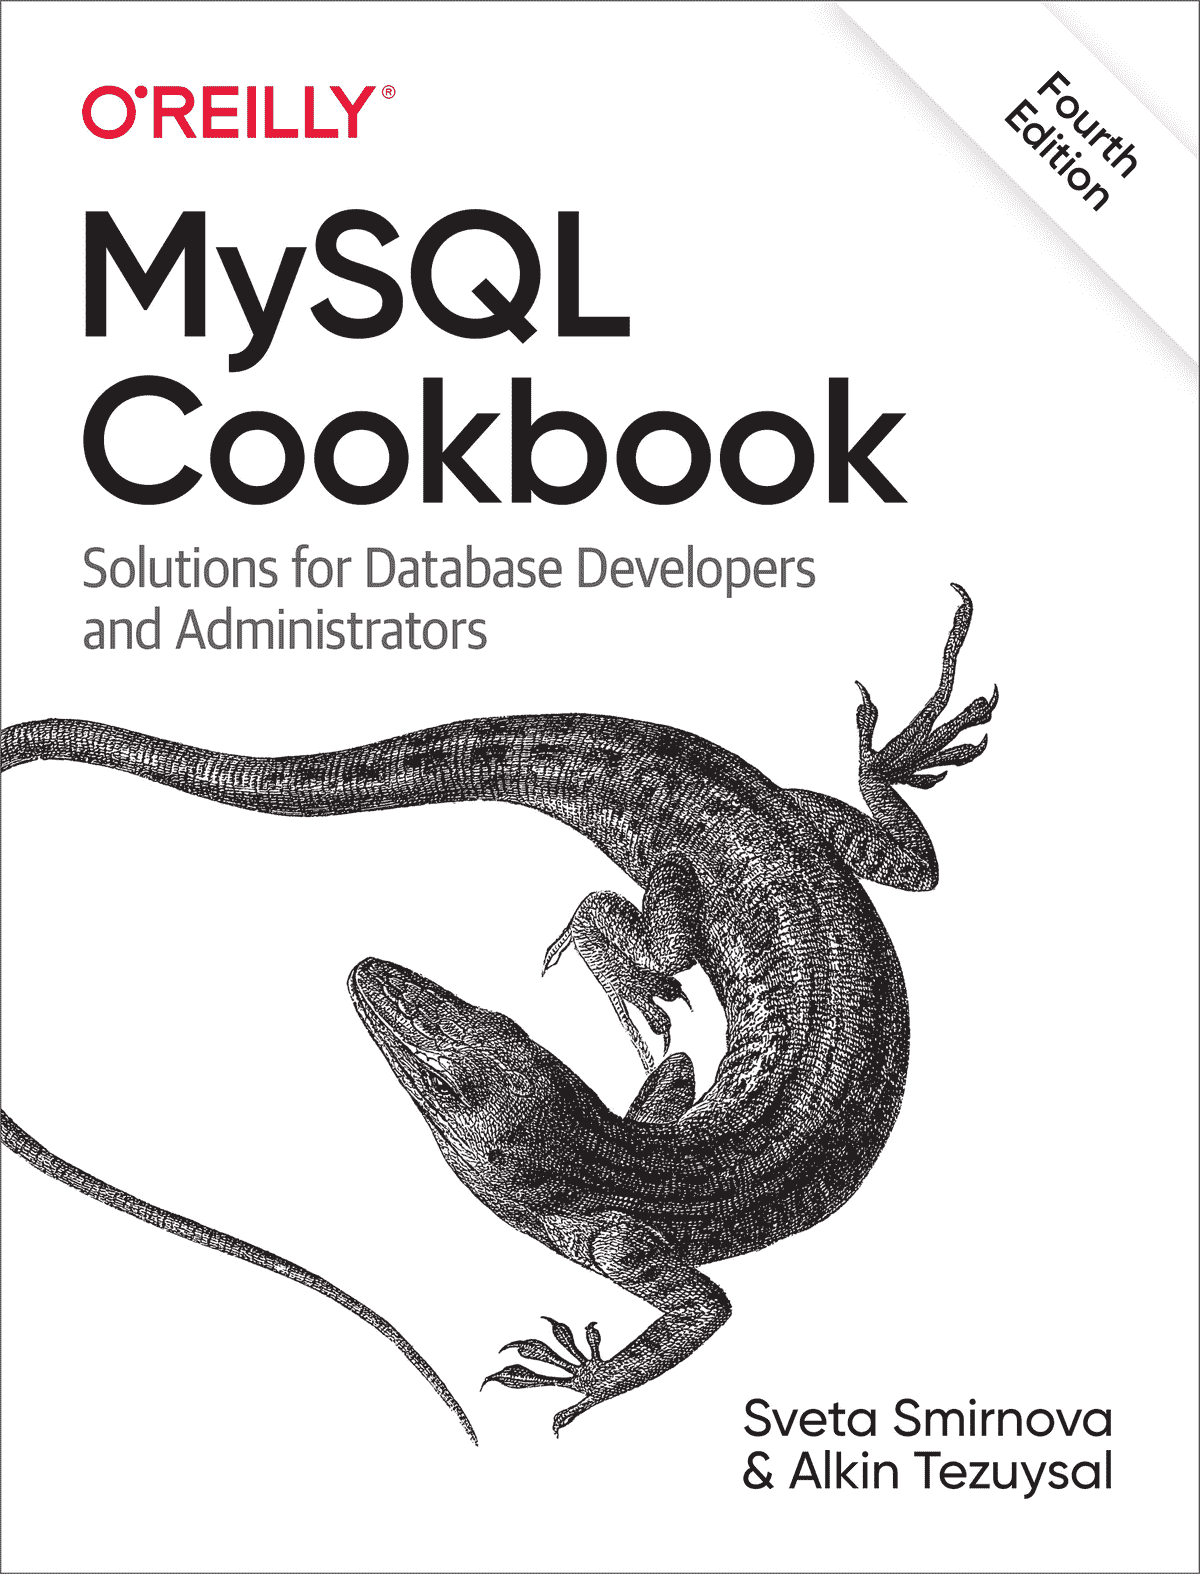 O'REILLY®
Fourth
Edition
MySQL
Cookbook
Solutions for Database Developers
and Administrators
Sveta Smirnova
& Alkin Tezuysal